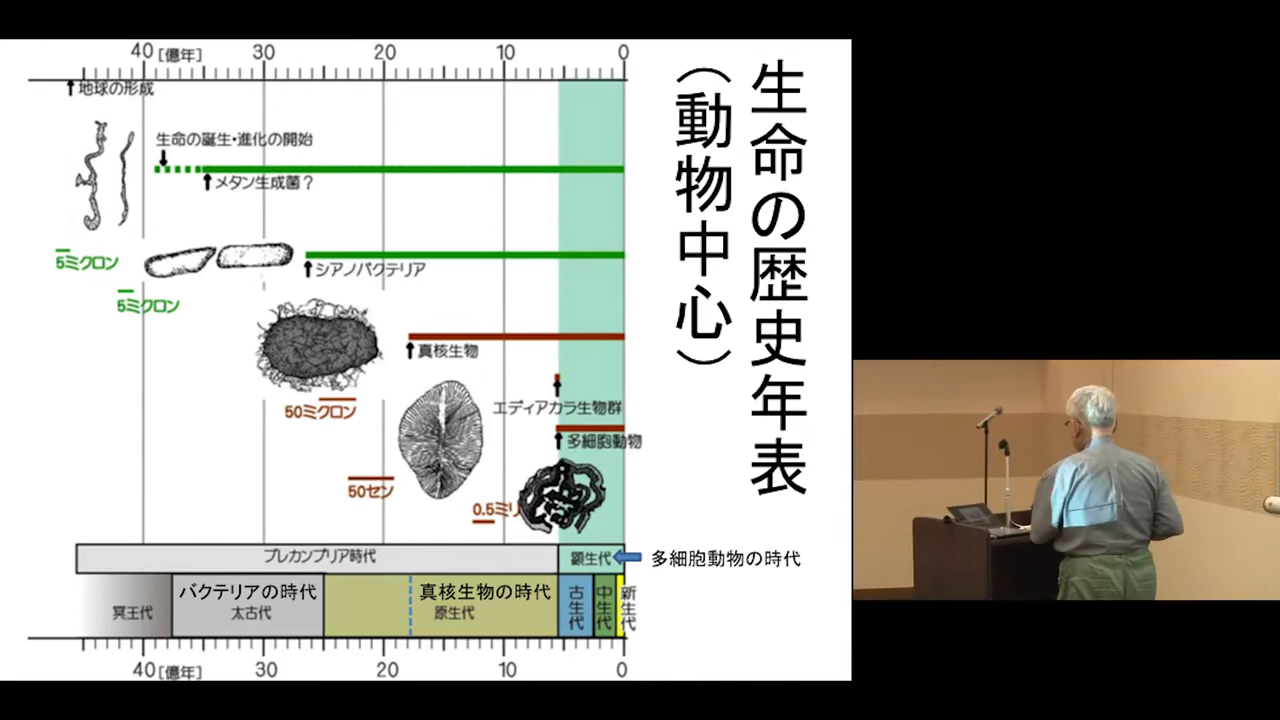 生命の歴史年表
（動物中心）
40 [億年] 30 20 10 0
地球の形成
生命の誕生・進化の開始
メタン生成菌？
5ミクロン
シアノバクテリア
5ミクロン
真核生物
50ミクロン
エディアカラ生物群
多細胞動物
50セン
0.5ミリ
プレカンブリア時代
顕生代
多細胞動物の時代
冥王代
バクテリアの時代
太古代
真核生物の時代
原生代
古生代
中生代
新生代
40 [億年] 30 20 10 0